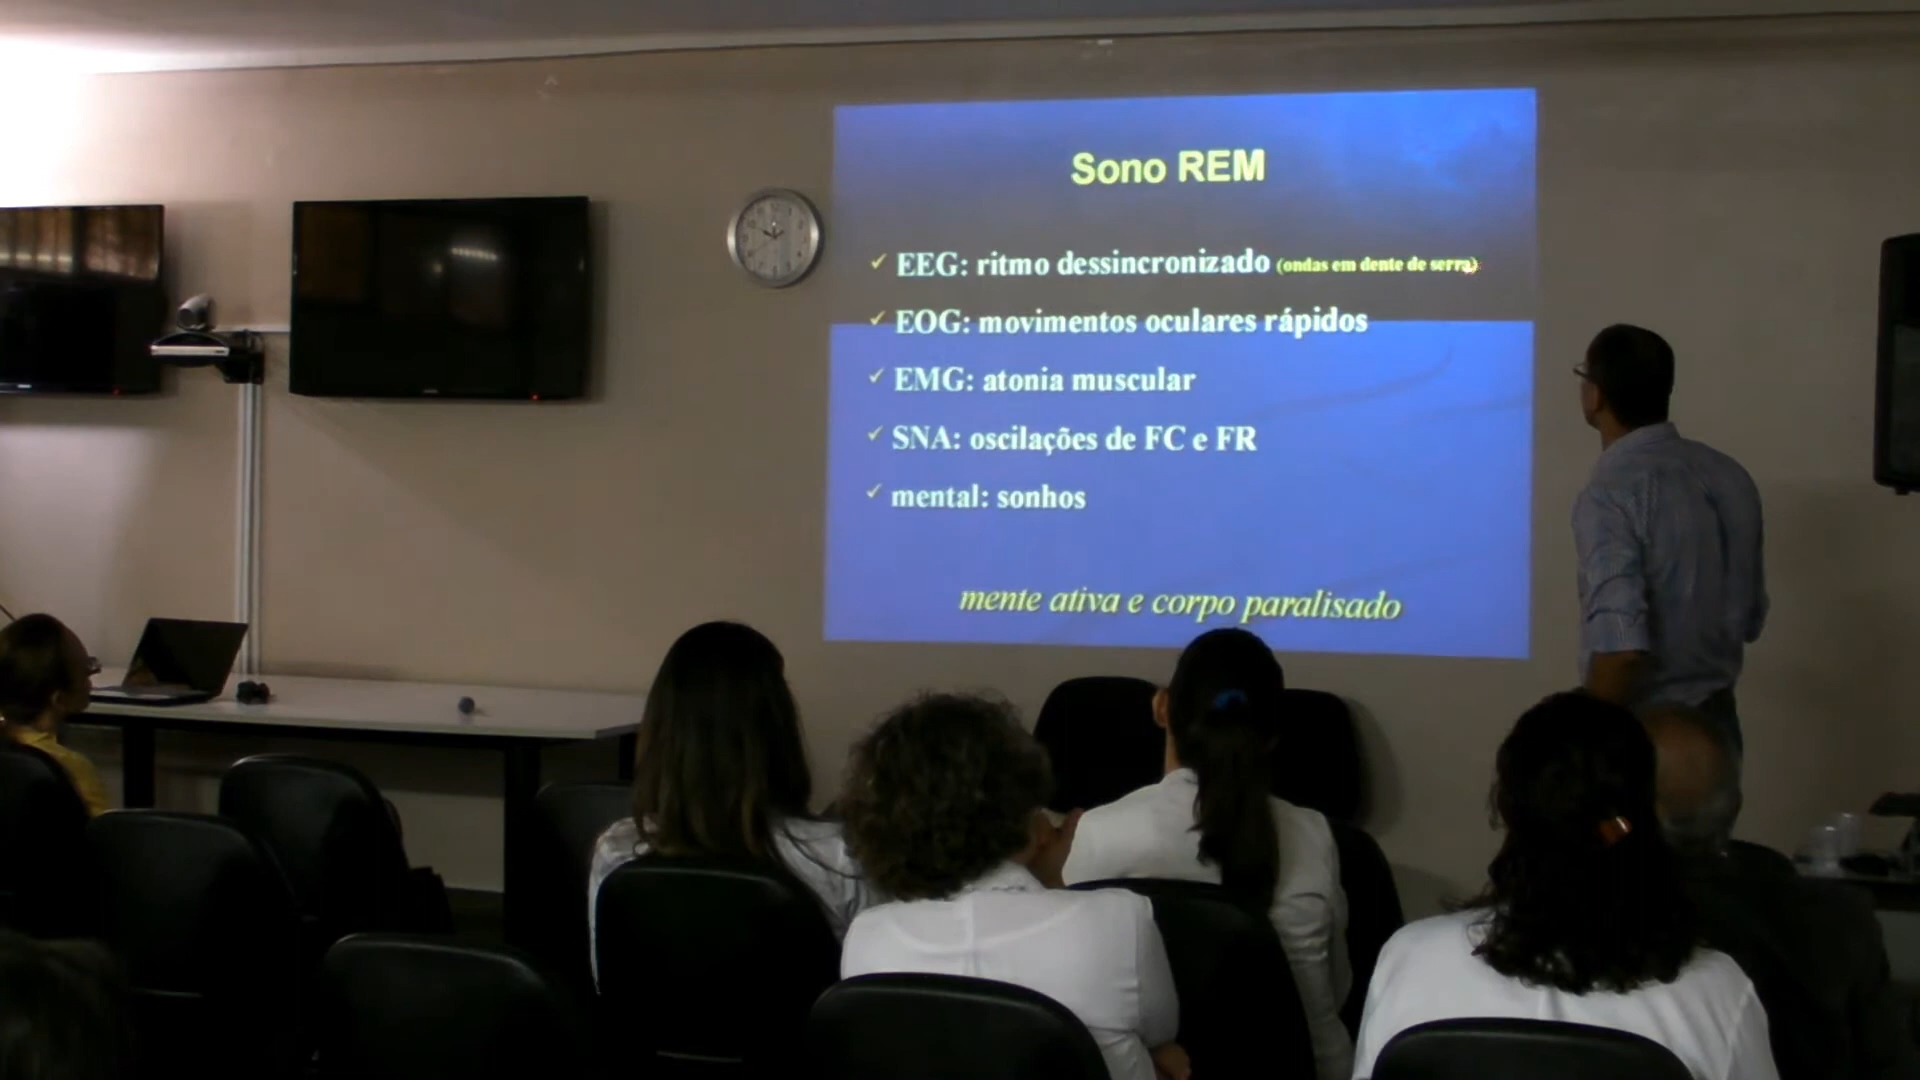 Sono REM
EEG: ritmo dessincronizado (ondas em dente de serra)
EOG: movimentos oculares rápidos
EMG: atonia muscular
SNA: oscilações de FC e FR
mental: sonhos
mente ativa e corpo paralisado